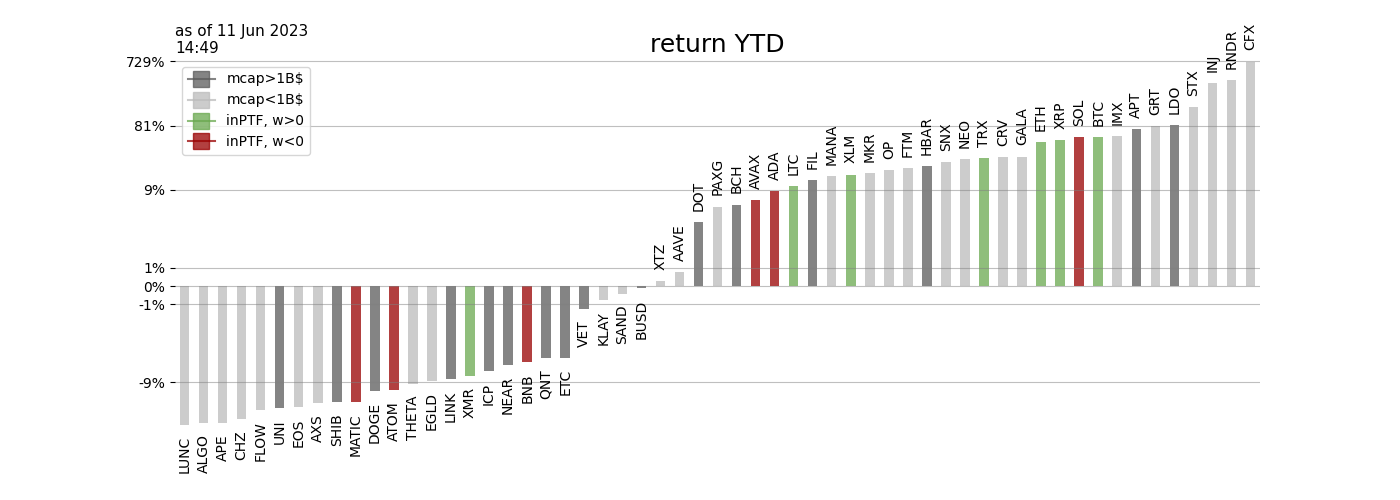 as of 11 Jun 2023
14:49
return YTD
729%
81%
9%
1%
0%
-1%
-9%
mcap>1B$
mcap<1B$
inPTF, w>0
inPTF, w<0
LUNC
ALGO
APE
CHZ
FLOW
UNI
EOS
AXS
SHIB
MATIC
DOGE
ATOM
THETA
EGLD
LINK
XMR
ICP
NEAR
BNB
QNT
ETC
VET
KLAY
SAND
BUSD
XTZ
AAVE
DOT
PAXG
BCH
AVAX
ADA
LTC
FIL
MANA
XLM
MKR
OP
FTM
HBAR
SNX
NEO
TRX
CRV
GALA
ETH
XRP
SOL
BTC
IMX
APT
GRT
LDO
STX
INJ
RNDR
CFX